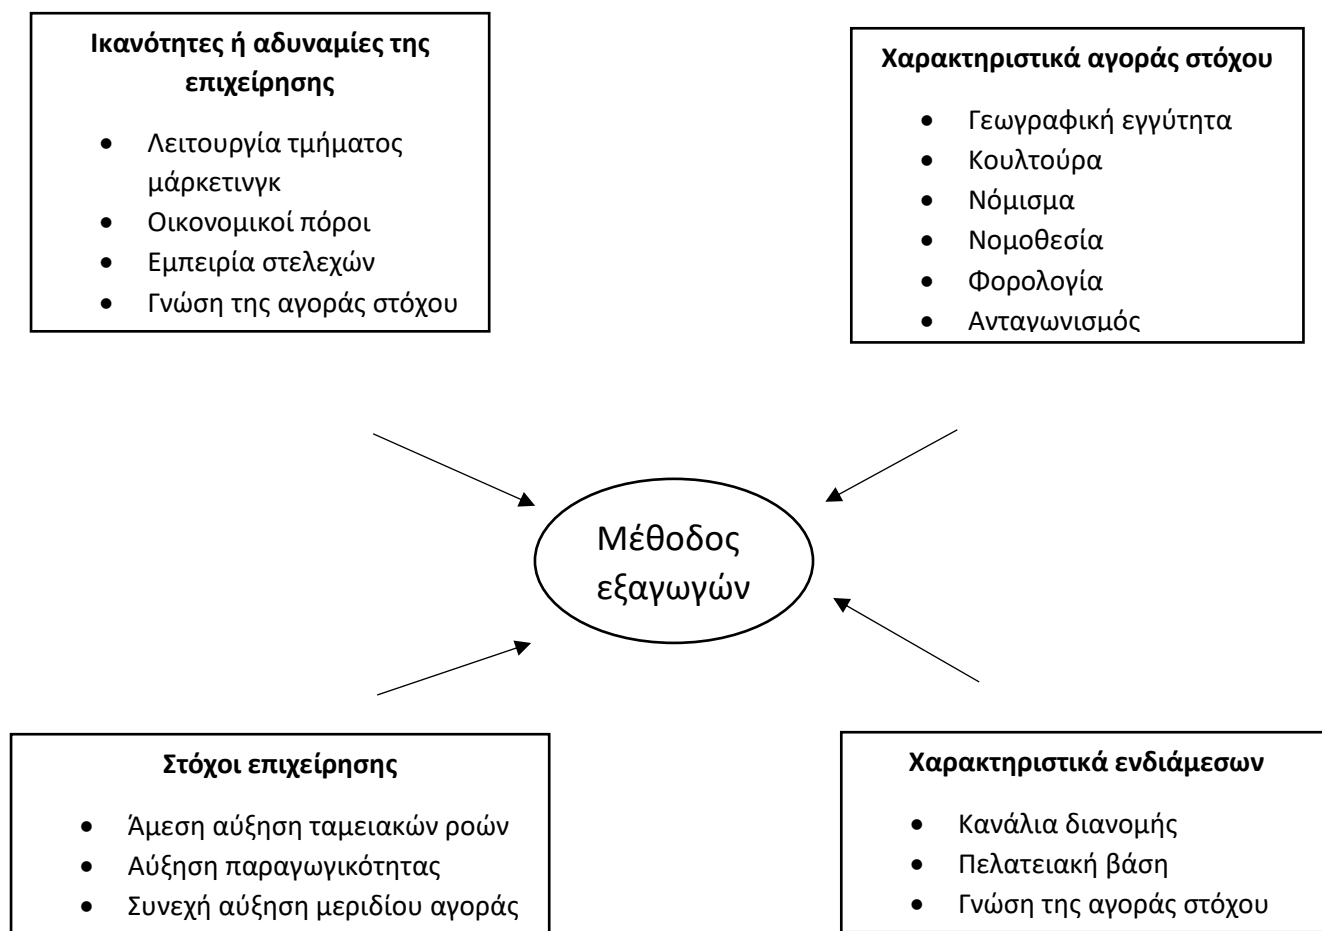 Ικανότητες ή αδυναμίες της
επιχείρησης
• Λειτουργία τμήματος
μάρκετινγκ
• Οικονομικοί πόροι
• Εμπειρία στελεχών
• Γνώση της αγοράς στόχου
Χαρακτηριστικά αγοράς στόχου
• Γεωγραφική εγγύτητα
• Κουλτούρα
• Νόμισμα
• Νομοθεσία
• Φορολογία
• Ανταγωνισμός
Μέθοδος
εξαγωγών
Στόχοι επιχείρησης
• Άμεση αύξηση ταμειακών ροών
• Αύξηση παραγωγικότητας
• Συνεχή αύξηση μεριδίου αγοράς
Χαρακτηριστικά ενδιάμεσων
• Κανάλια διανομής
• Πελατειακή βάση
• Γνώση της αγοράς στόχου